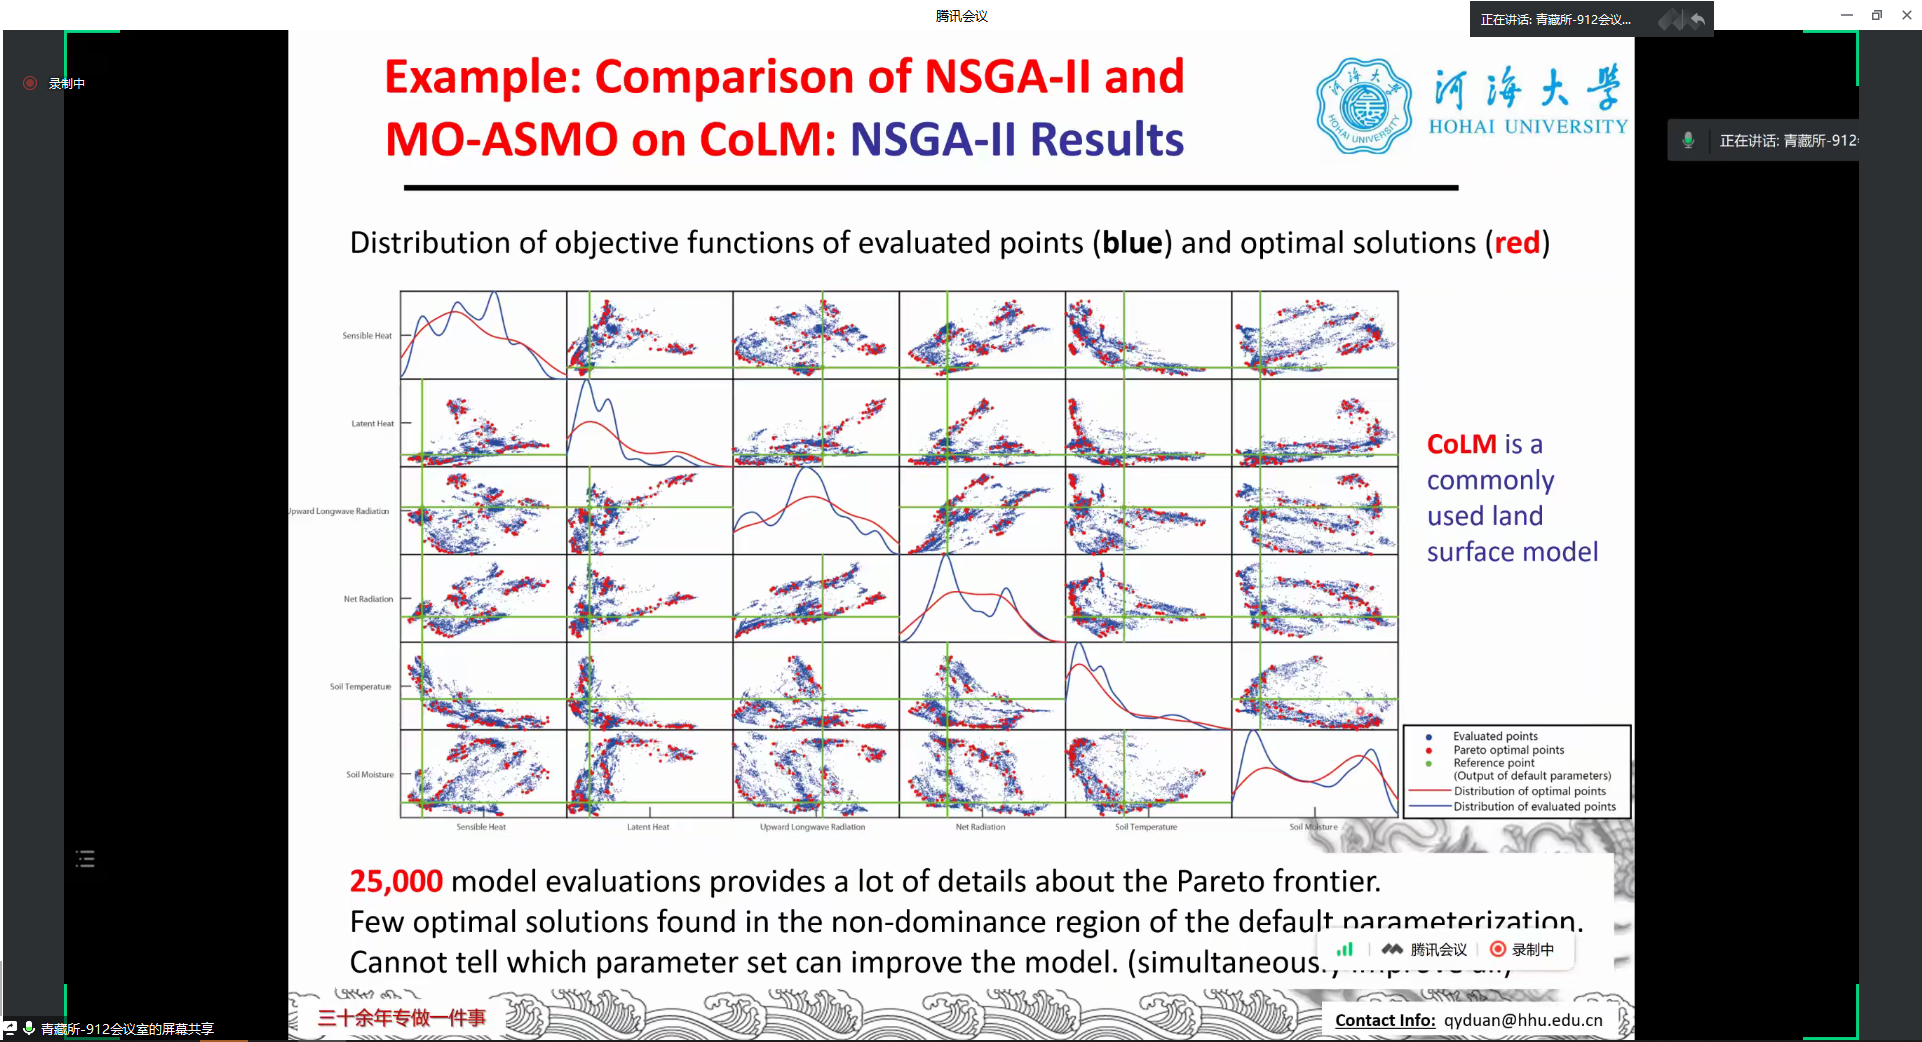 腾讯会议
正在讲话: 青藏所-912会议...
录制中
Example: Comparison of NSGA-II and
MO-ASMO on CoLM: NSGA-II Results
河海大学
HOHAI UNIVERSITY
HOHAI UNIVERSITY
正在讲话: 青藏所-912
Distribution of objective functions of evaluated points (blue) and optimal solutions (red)
Sensible Heat
Latent Heat
Upward Longwave Radiation
Net Radiation
Soil Temperature
Soil Moisture
Sensible Heat
Latent Heat
Upward Longwave Radiation
Net Radiation
Soil Temperature
Soil Moisture
CoLM is a
commonly
used land
surface model
Evaluated points
Pareto optimal points
Reference point
(Output of default parameters)
Distribution of optimal points
Distribution of evaluated points
25,000 model evaluations provides a lot of details about the Pareto frontier.
Few optimal solutions found in the non-dominance region of the default parameterization.
Cannot tell which parameter set can improve the model. (simultaneously improve all)
腾讯会议
录制中
三十余年专做一件事
Contact Info: qyduan@hhu.edu.cn
青藏所-912会议室的屏幕共享